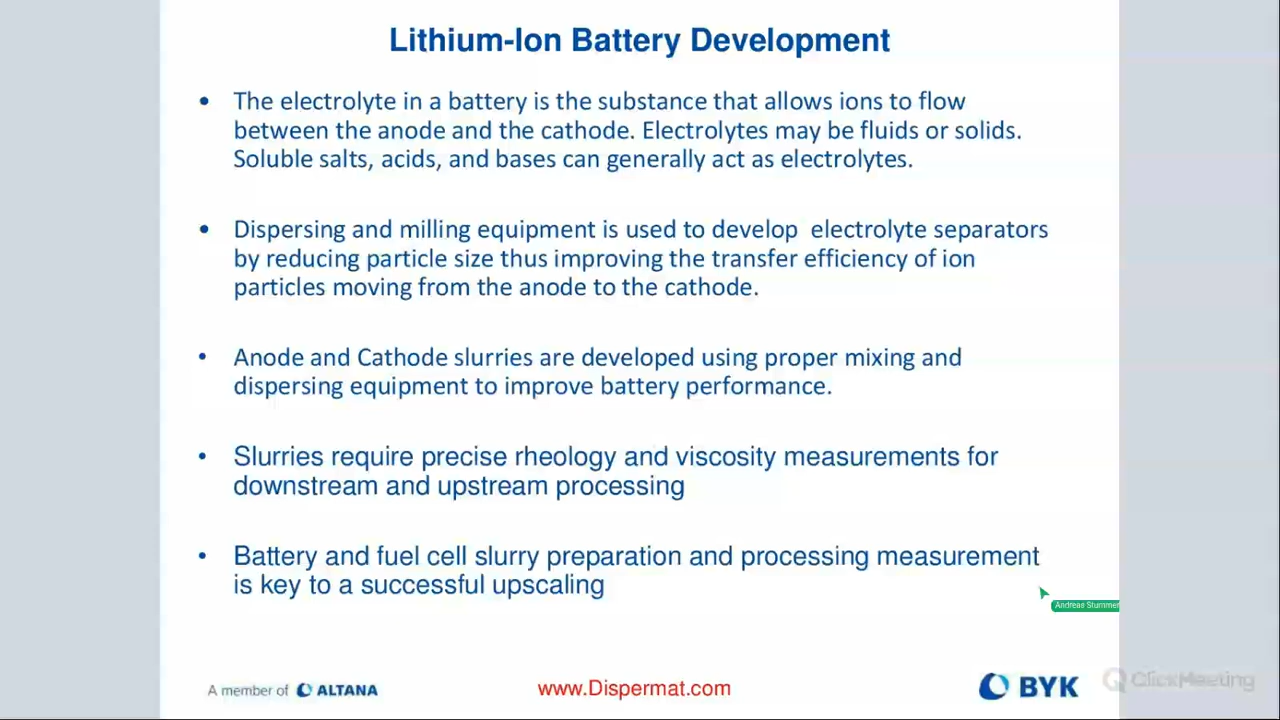 Lithium-Ion Battery Development
• The electrolyte in a battery is the substance that allows ions to flow
between the anode and the cathode. Electrolytes may be fluids or solids.
Soluble salts, acids, and bases can generally act as electrolytes.
• Dispersing and milling equipment is used to develop  electrolyte separators
by reducing particle size thus improving the transfer efficiency of ion
particles moving from the anode to the cathode.
• Anode and Cathode slurries are developed using proper mixing and
dispersing equipment to improve battery performance.
• Slurries require precise rheology and viscosity measurements for
downstream and upstream processing
• Battery and fuel cell slurry preparation and processing measurement
is key to a successful upscaling
Andreas Stummer
A member of ALTANA
www.Dispermat.com
BYK
ClickMeeting